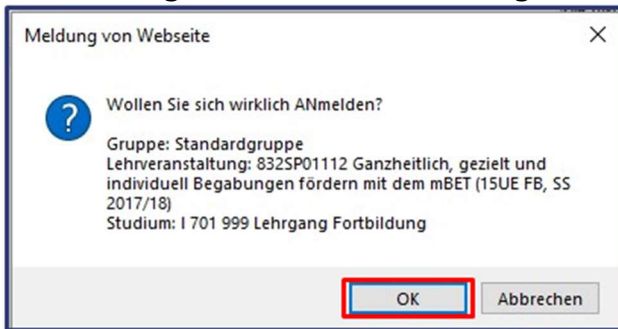 Meldung von Webseite
Wollen Sie sich wirklich ANmelden?
Gruppe: Standardgruppe
Lehrveranstaltung: 832SP01112 Ganzheitlich, gezielt und
individuell Begabungen fördern mit dem mBET (15UE FB, SS
2017/18)
Studium: I 701 999 Lehrgang Fortbildung
OK
Abbrechen